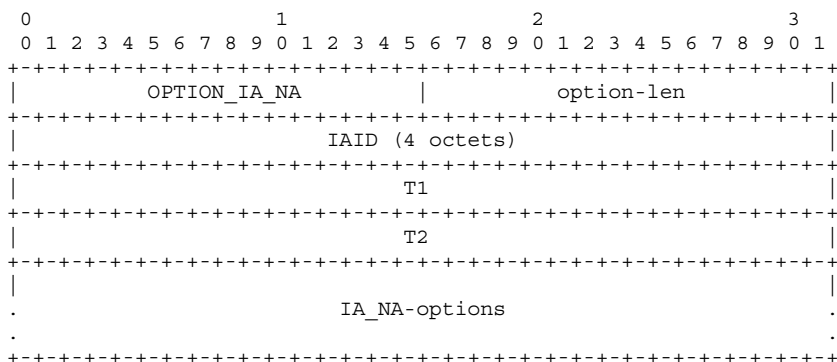 0                   1                   2                   3
 0 1 2 3 4 5 6 7 8 9 0 1 2 3 4 5 6 7 8 9 0 1 2 3 4 5 6 7 8 9 0 1
+-+-+-+-+-+-+-+-+-+-+-+-+-+-+-+-+-+-+-+-+-+-+-+-+-+-+-+-+-+-+-+-+
|          OPTION_IA_NA         |          option-len           |
+-+-+-+-+-+-+-+-+-+-+-+-+-+-+-+-+-+-+-+-+-+-+-+-+-+-+-+-+-+-+-+-+
|                        IAID (4 octets)                        |
+-+-+-+-+-+-+-+-+-+-+-+-+-+-+-+-+-+-+-+-+-+-+-+-+-+-+-+-+-+-+-+-+
|                              T1                               |
+-+-+-+-+-+-+-+-+-+-+-+-+-+-+-+-+-+-+-+-+-+-+-+-+-+-+-+-+-+-+-+-+
|                              T2                               |
+-+-+-+-+-+-+-+-+-+-+-+-+-+-+-+-+-+-+-+-+-+-+-+-+-+-+-+-+-+-+-+-+
|                                                               |
.                         IA_NA-options                         .
.                                                               .
+-+-+-+-+-+-+-+-+-+-+-+-+-+-+-+-+-+-+-+-+-+-+-+-+-+-+-+-+-+-+-+-+